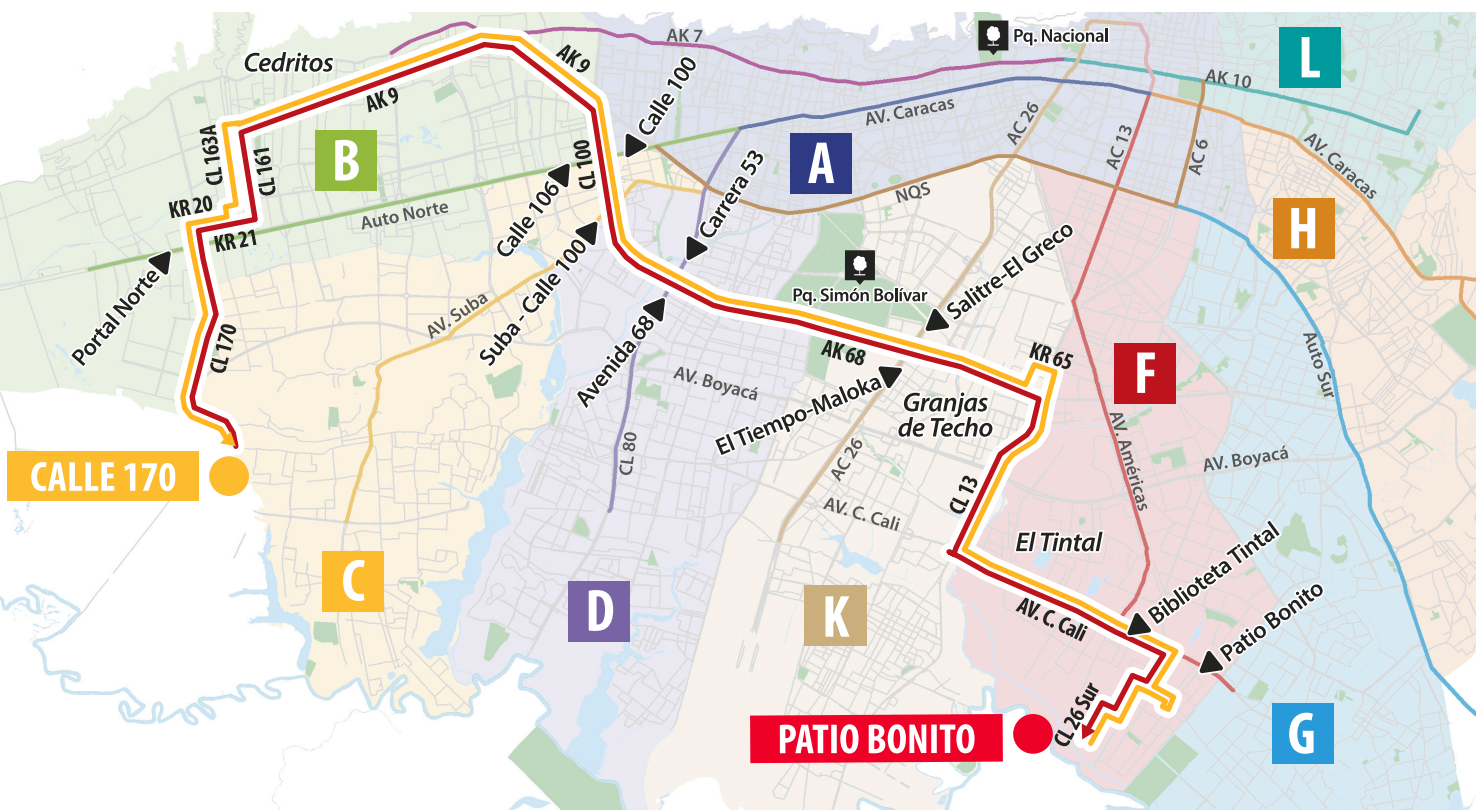 AK 7
Pq. Nacional
L
AK 10
Cedritos
AK 9
AK 9
Calle 100
AV. Caracas
AC 26
AC 13
AC 6
AV. Caracas
CL 163A
CL 161
B
CL 100
A
Carrera 53
NQS
KR 20
KR 21
Auto Norte
Calle 106
H
Portal Norte
CL 170
AV. Suba
Suba - Calle 100
Avenida 68
Pq. Simón Bolívar
Salitre-El Greco
AK 68
KR 65
F
Auto Sur
AV. Boyacá
El Tiempo-Maloka
Granjas
de Techo
AV. Américas
AV. Boyacá
CALLE 170
CL 80
AC 26
AV. C. Cali
CL 13
El Tintal
Biblioteta Tintal
C
D
K
AV. C. Cali
Patio Bonito
CL 26 Sur
PATIO BONITO
G